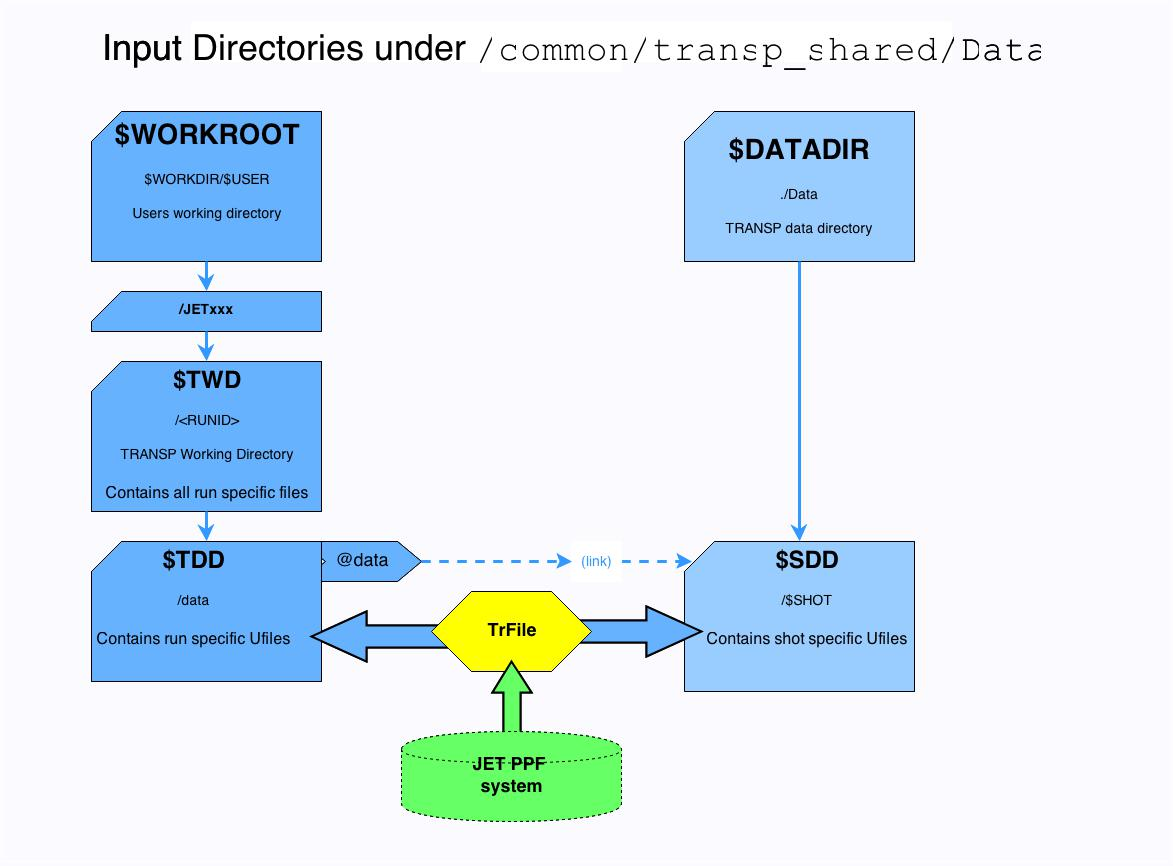 Input Directories under /common/transp_shared/Data
$WORKROOT
$WORKDIR/$USER
Users working directory
$DATADIR
./Data
TRANSP data directory
/JETxxx
$TWD
/<RUNID>
TRANSP Working Directory
Contains all run specific files
$TDD
/data
Contains run specific Ufiles
@data
(link)
$SDD
/$SHOT
Contains shot specific Ufiles
TrFile
JET PPF
system